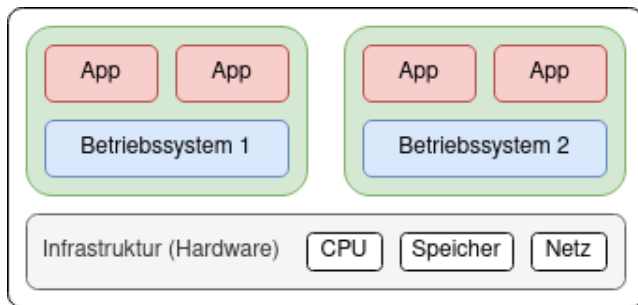 App App App App
Betriebssystem 1 Betriebssystem 2
Infrastruktur (Hardware) CPU Speicher Netz